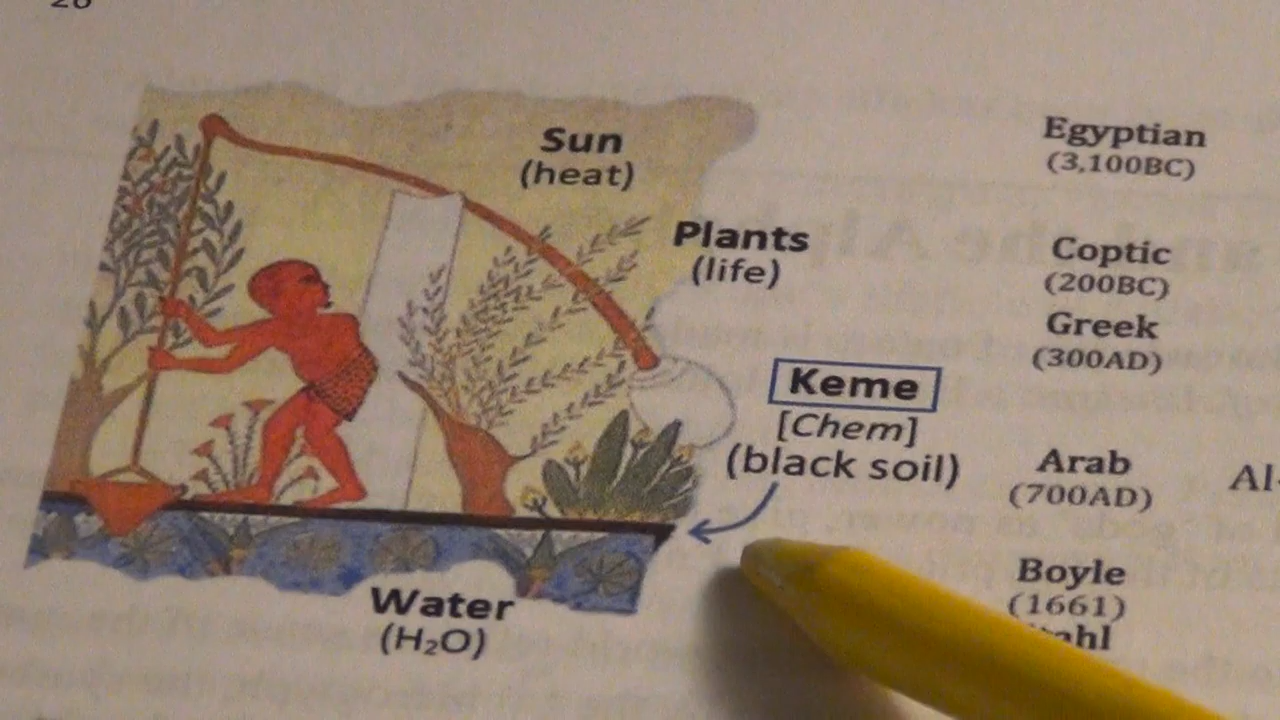 Sun
(heat)
Plants
(life)
Keme
[Chem]
(black soil)
Water
(H₂O)
Egyptian
(3,100BC)
Coptic
(200BC)
Greek
(300AD)
Arab
(700AD)
Al-
Boyle
(1661)